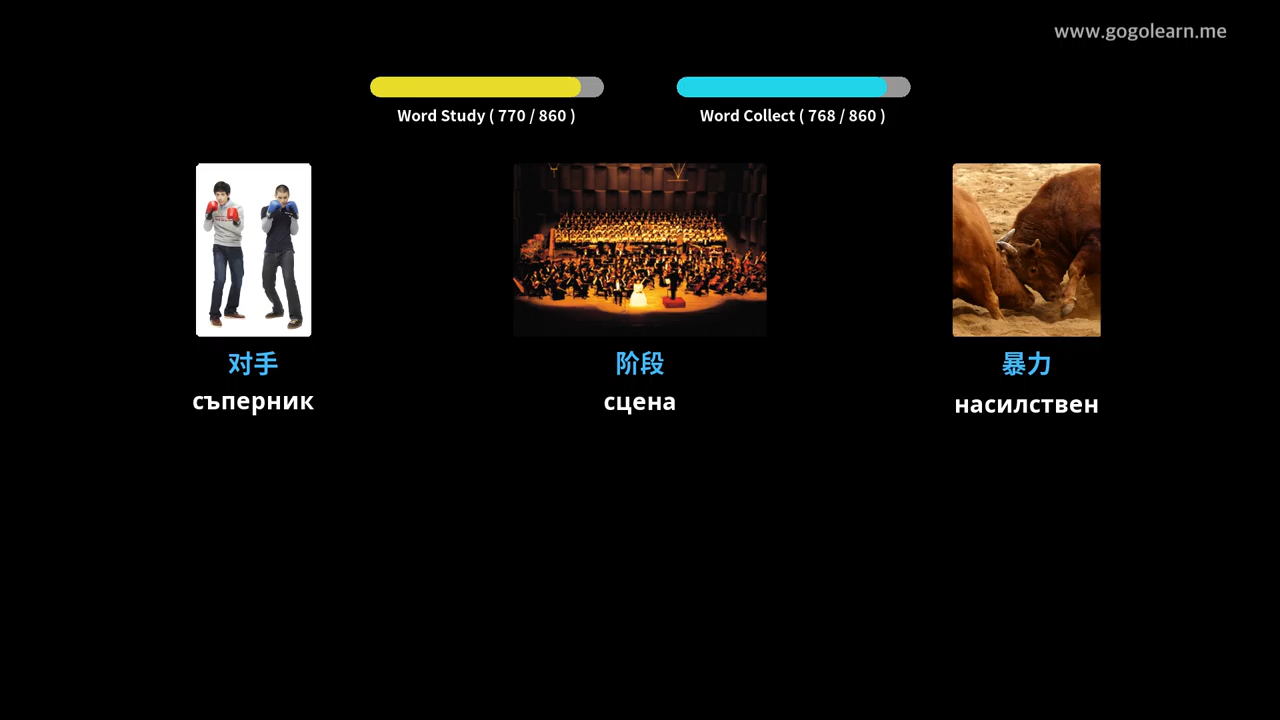 www.gogolearn.me
Word Study ( 770 / 860 )
Word Collect ( 768 / 860 )
对手
阶段
暴力
съперник
сцена
насилствен